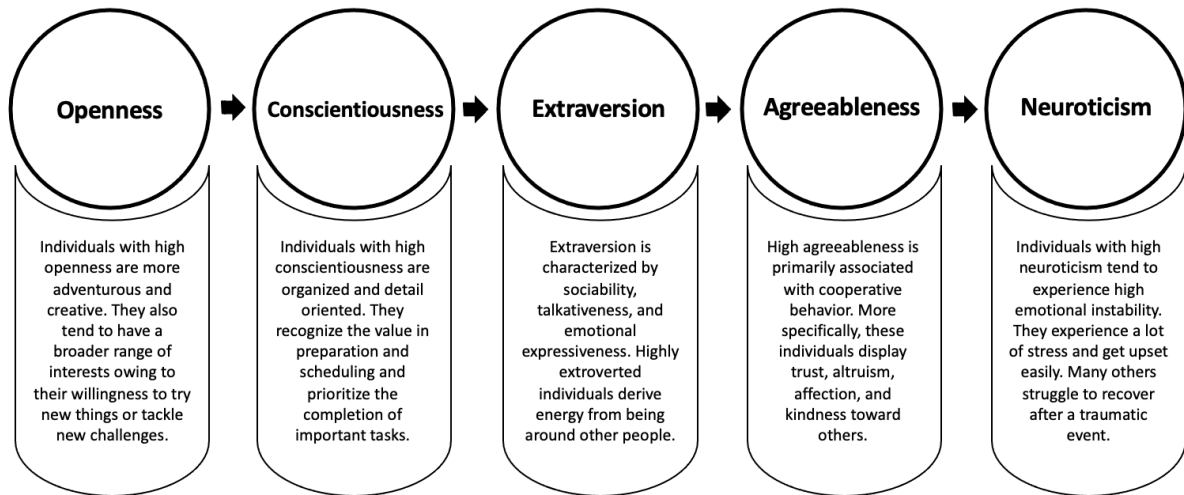 Openness
Conscientiousness
Extraversion
Agreeableness
Neuroticism
Individuals with high
openness are more
adventurous and
creative. They also
tend to have a
broader range of
interests owing to
their willingness to try
new things or tackle
new challenges.
Individuals with high
conscientiousness are
organized and detail
oriented. They
recognize the value in
preparation and
scheduling and
prioritize the
completion of
important tasks.
Extraversion is
characterized by
sociability,
talkativeness, and
emotional
expressiveness. Highly
extroverted
individuals derive
energy from being
around other people.
High agreeableness is
primarily associated
with cooperative
behavior. More
specifically, these
individuals display
trust, altruism,
affection, and
kindness toward
others.
Individuals with high
neuroticism tend to
experience high
emotional instability.
They experience a lot
of stress and get upset
easily. Many others
struggle to recover
after a traumatic
event.